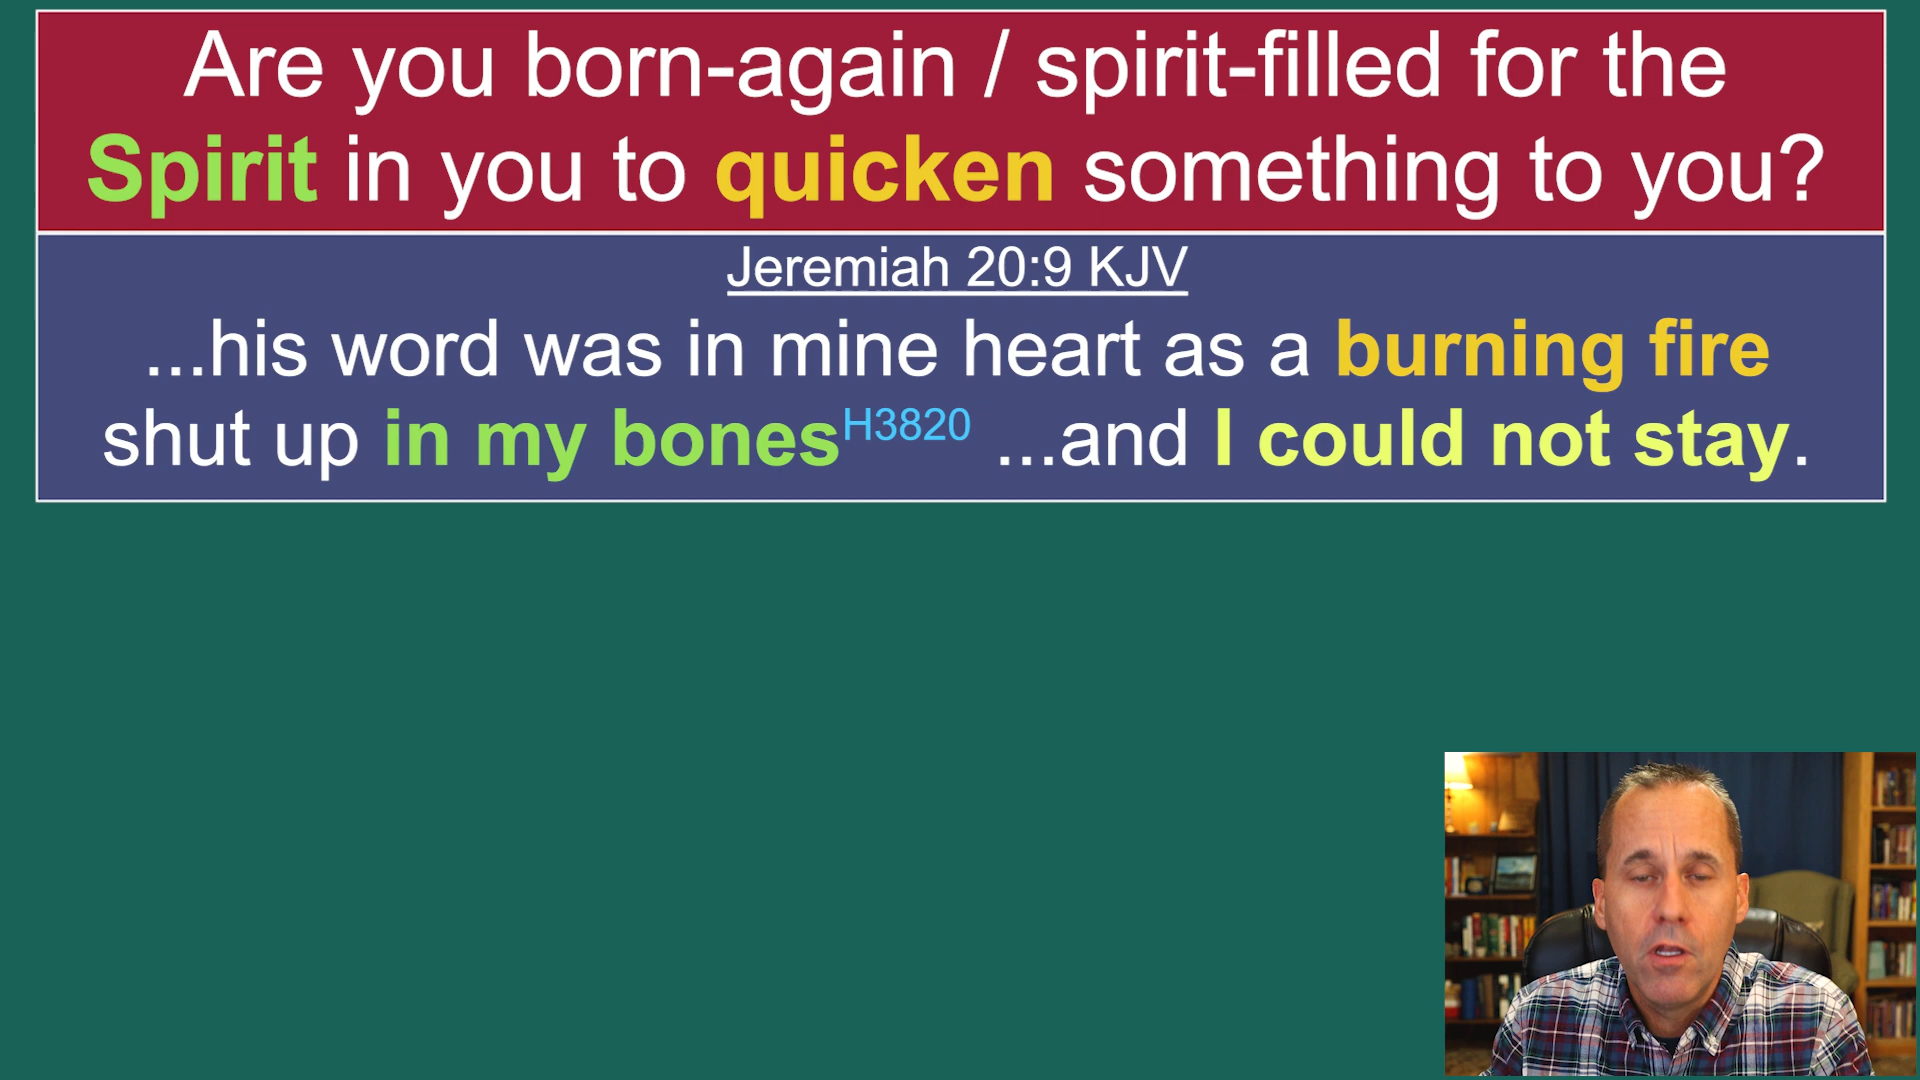 Are you born-again / spirit-filled for the
Spirit in you to quicken something to you?
Jeremiah 20:9 KJV
...his word was in mine heart as a burning fire
shut up in my bonesH3820 ...and I could not stay.